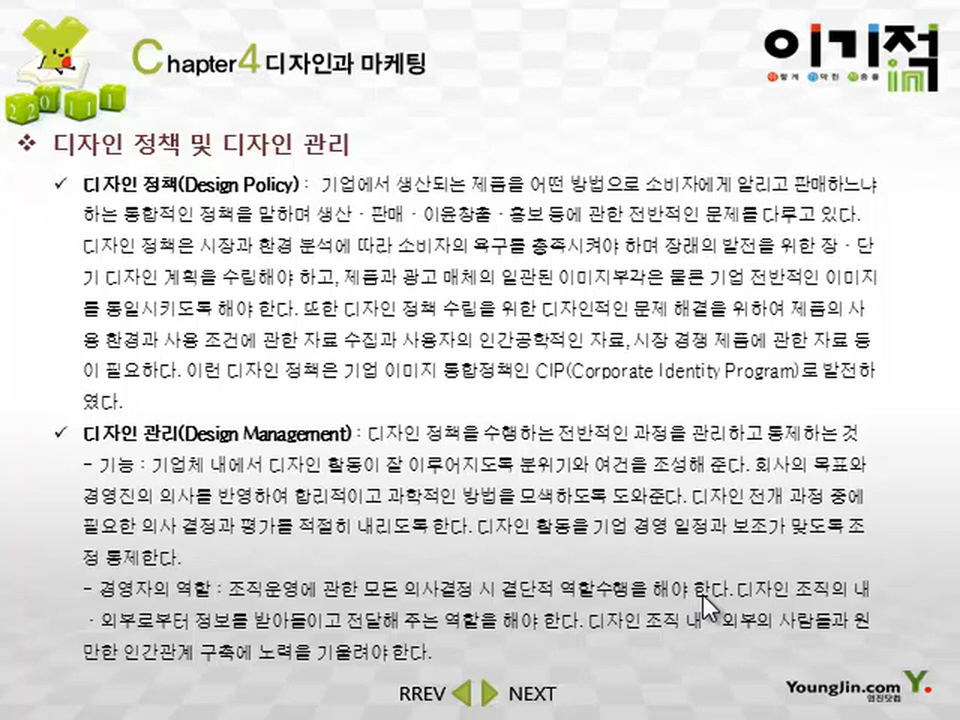 Chapter4 디자인과 마케팅
이기적in
이렇게 기막힌 적중률
2011
❖ 디자인 정책 및 디자인 관리
✓ 디자인 정책(Design Policy) : 기업에서 생산되는 제품을 어떤 방법으로 소비자에게 알리고 판매하느냐
하는 통합적인 정책을 말하며 생산 · 판매 · 이윤창출 · 홍보 등에 관한 전반적인 문제를 다루고 있다.
디자인 정책은 시장과 환경 분석에 따라 소비자의 욕구를 충족시켜야 하며 장래의 발전을 위한 장 · 단
기 디자인 계획을 수립해야 하고, 제품과 광고 매체의 일관된 이미지부각은 물론 기업 전반적인 이미지
를 통일시키도록 해야 한다. 또한 디자인 정책 수립을 위한 디자인적인 문제 해결을 위하여 제품의 사
용 환경과 사용 조건에 관한 자료 수집과 사용자의 인간공학적인 자료, 시장 경쟁 제품에 관한 자료 등
이 필요하다. 이런 디자인 정책은 기업 이미지 통합정책인 CIP(Corporate Identity Program)로 발전하
였다.
✓ 디자인 관리(Design Management) : 디자인 정책을 수행하는 전반적인 과정을 관리하고 통제하는 것
- 기능 : 기업체 내에서 디자인 활동이 잘 이루어지도록 분위기와 여건을 조성해 준다. 회사의 목표와
경영진의 의사를 반영하여 합리적이고 과학적인 방법을 모색하도록 도와준다. 디자인 전개 과정 중에
필요한 의사 결정과 평가를 적절히 내리도록 한다. 디자인 활동을 기업 경영 일정과 보조가 맞도록 조
정 통제한다.
- 경영자의 역할 : 조직운영에 관한 모든 의사결정 시 결단적 역할수행을 해야 한다. 디자인 조직의 내
· 외부로부터 정보를 받아들이고 전달해 주는 역할을 해야 한다. 디자인 조직 내 · 외부의 사람들과 원
만한 인간관계 구축에 노력을 기울려야 한다.
RREV NEXT
YoungJin.com Y.
영진닷컴